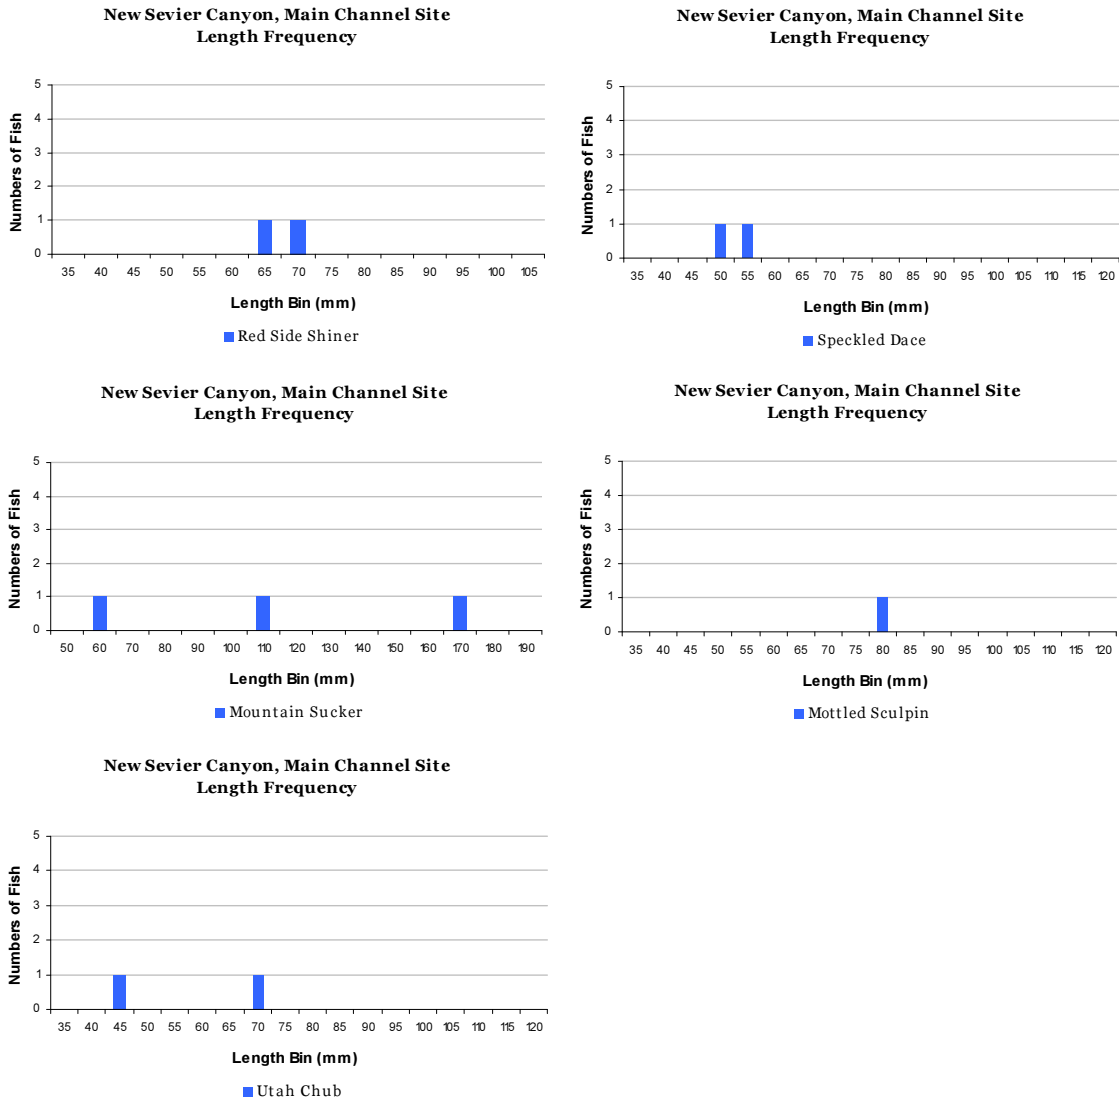 New Sevier Canyon, Main Channel Site
Length Frequency
5
4
3
2
1
0
Numbers of Fish
35 40 45 50 55 60 65 70 75 80 85 90 95 100 105
Length Bin (mm)
Red Side Shiner
New Sevier Canyon, Main Channel Site
Length Frequency
5
4
3
2
1
0
Numbers of Fish
35 40 45 50 55 60 65 70 75 80 85 90 95 100 105 110 115 120
Length Bin (mm)
Speckled Dace
New Sevier Canyon, Main Channel Site
Length Frequency
5
4
3
2
1
0
Numbers of Fish
50 60 70 80 90 100 110 120 130 140 150 160 170 180 190
Length Bin (mm)
Mountain Sucker
New Sevier Canyon, Main Channel Site
Length Frequency
5
4
3
2
1
0
Numbers of Fish
35 40 45 50 55 60 65 70 75 80 85 90 95 100 105 110 115 120
Length Bin (mm)
Mottled Sculpin
New Sevier Canyon, Main Channel Site
Length Frequency
5
4
3
2
1
0
Numbers of Fish
35 40 45 50 55 60 65 70 80 85 90 95 100 105 110 115 120
Length Bin (mm)
Utah Chub